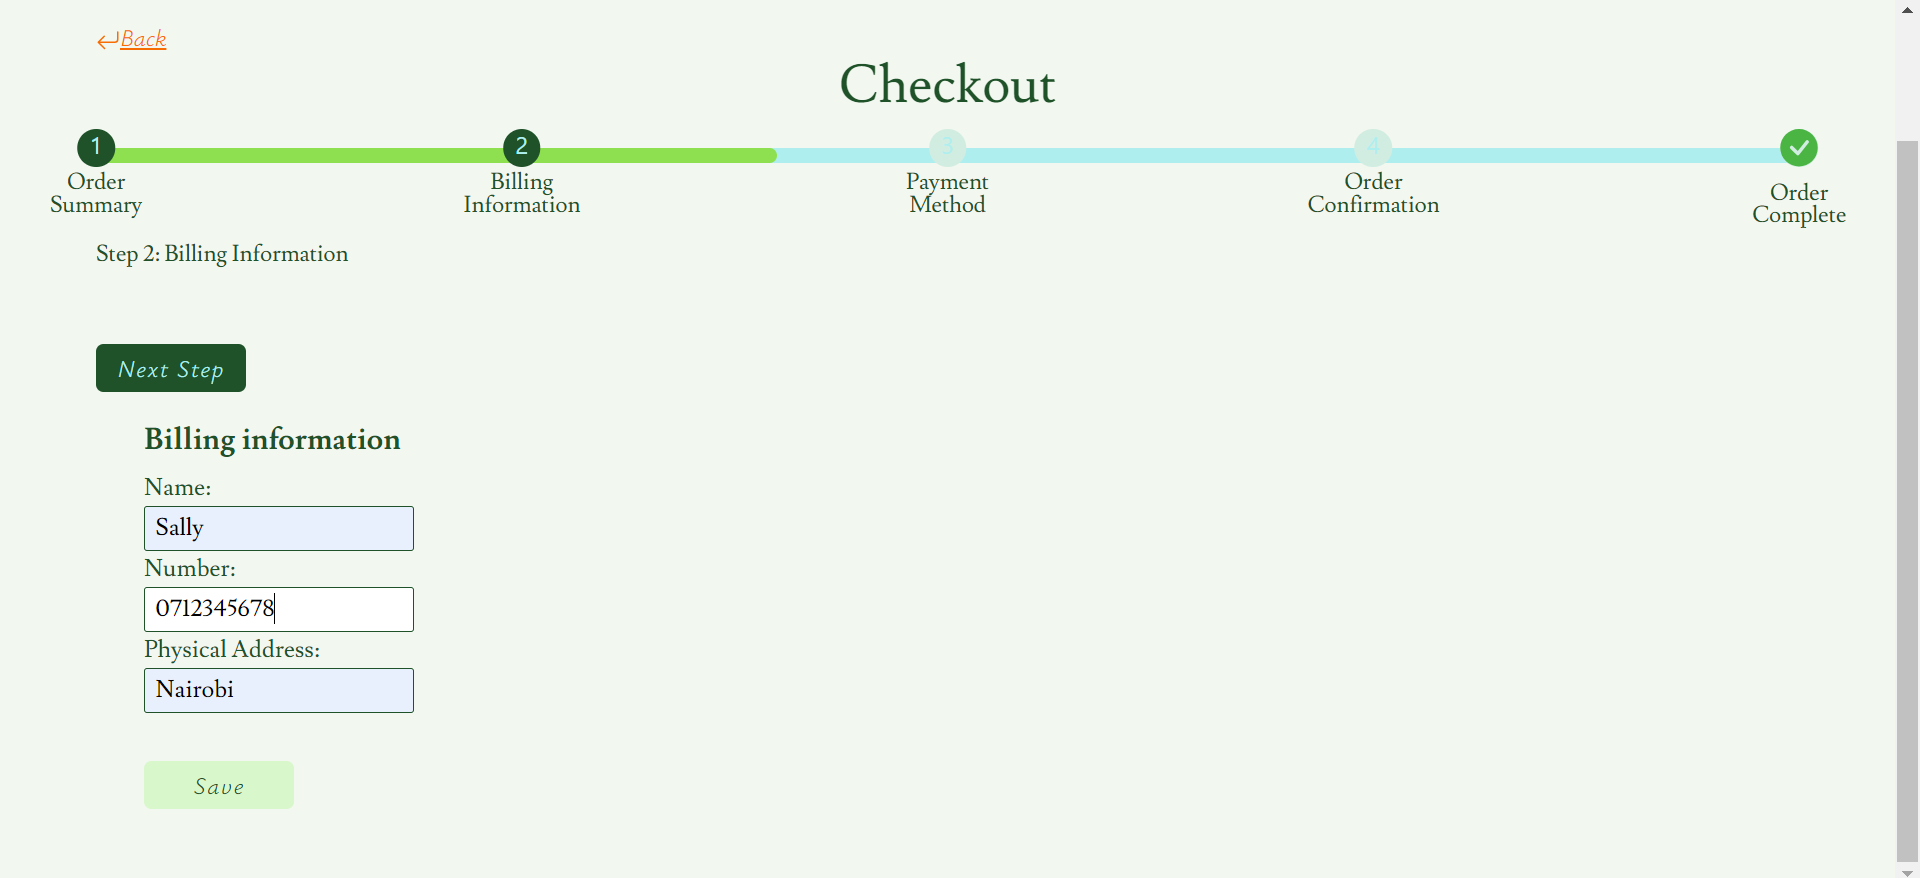 Back
Checkout
1
2
3
4
Order
Summary
Billing
Information
Payment
Method
Order
Confirmation
Order
Complete
Step 2: Billing Information
Next Step
Billing information
Name:
Sally
Number:
0712345678
Physical Address:
Nairobi
Save